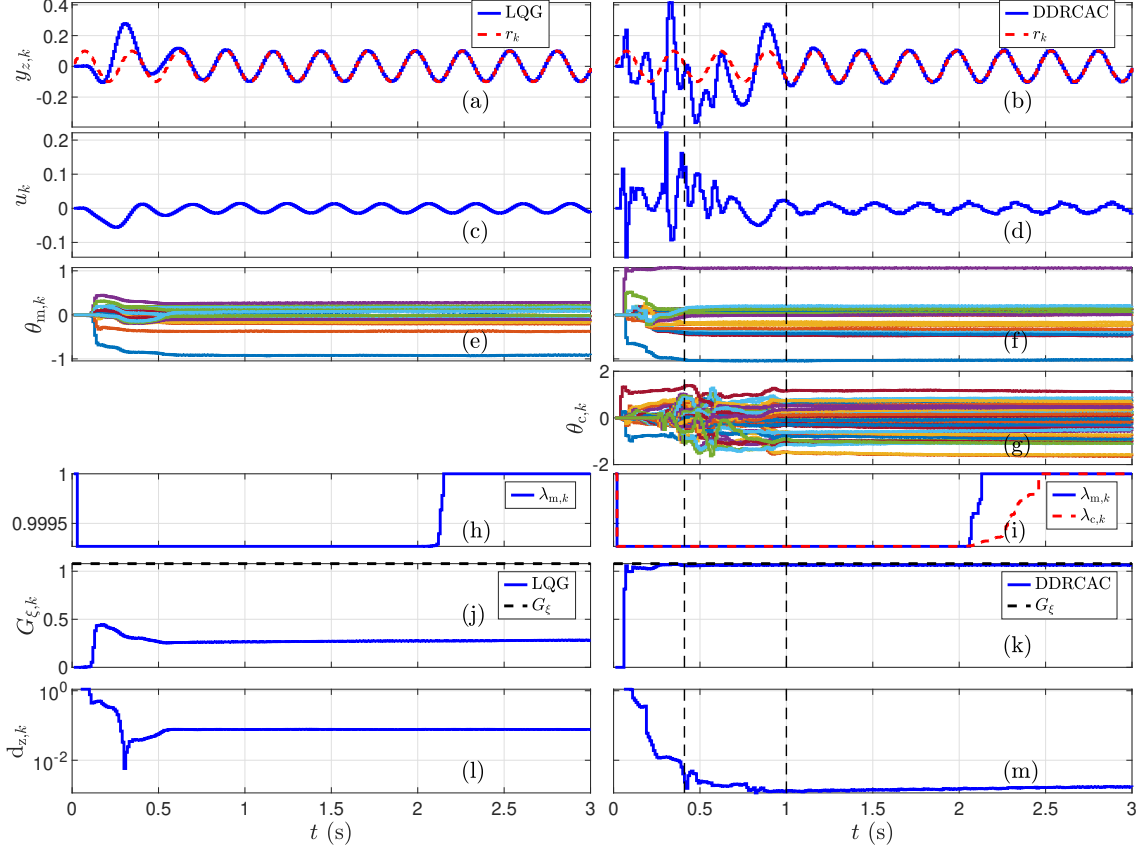 0.4
0.2
0
-0.2
y_{z,k}
LQG
r_k
(a)
DDRCAC
r_k
(b)
0.2
0.1
0
-0.1
u_k
(c)
(d)
1
0
-1
θ_{m,k}
(e)
(f)
2
0
-2
θ_{c,k}
(g)
1
0.9995
λ_{m,k}
(h)
λ_{m,k}
λ_{c,k}
(i)
1
0.5
0
G_{ξ,k}
LQG
G_ξ
(j)
DDRCAC
G_ξ
(k)
10^0
10^{-2}
d_{z,k}
(l)
(m)
0 0.5 1 1.5 2 2.5 3
0 0.5 1 1.5 2 2.5 3
t (s)
t (s)